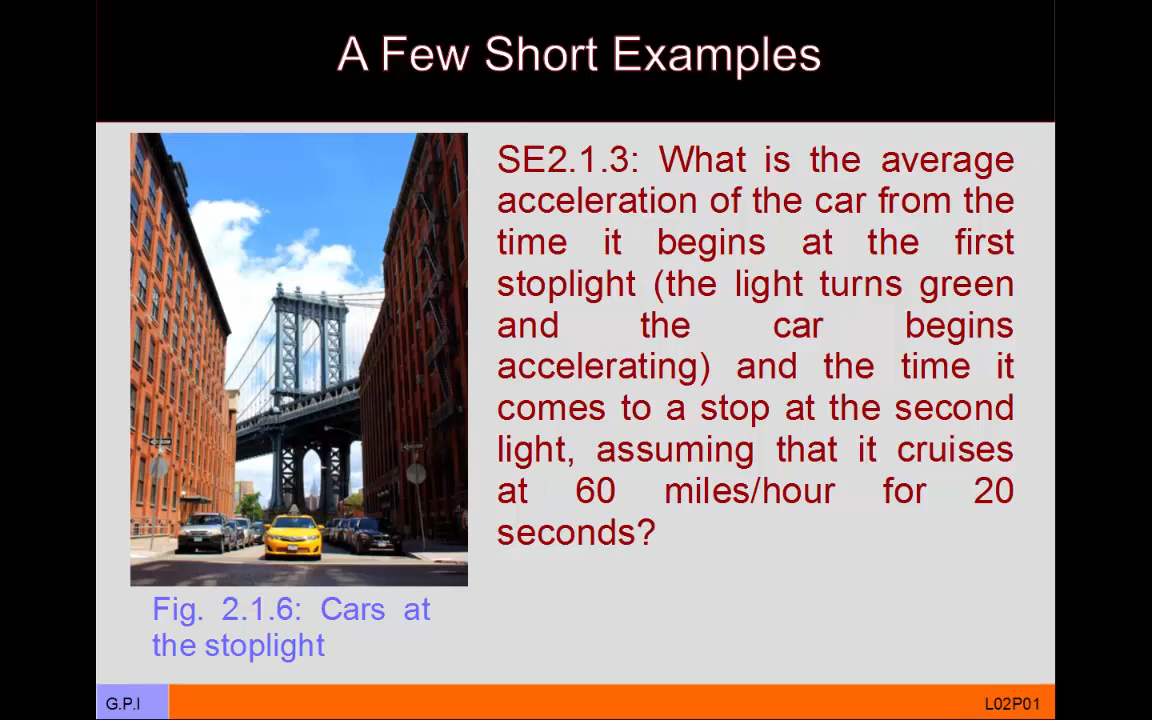 A Few Short Examples
SE2.1.3: What is the average
acceleration of the car from the
time it begins at the first
stoplight (the light turns green
and the car begins
accelerating) and the time it
comes to a stop at the second
light, assuming that it cruises
at 60 miles/hour for 20
seconds?
Fig. 2.1.6: Cars at
the stoplight
G.P.I
L02P01